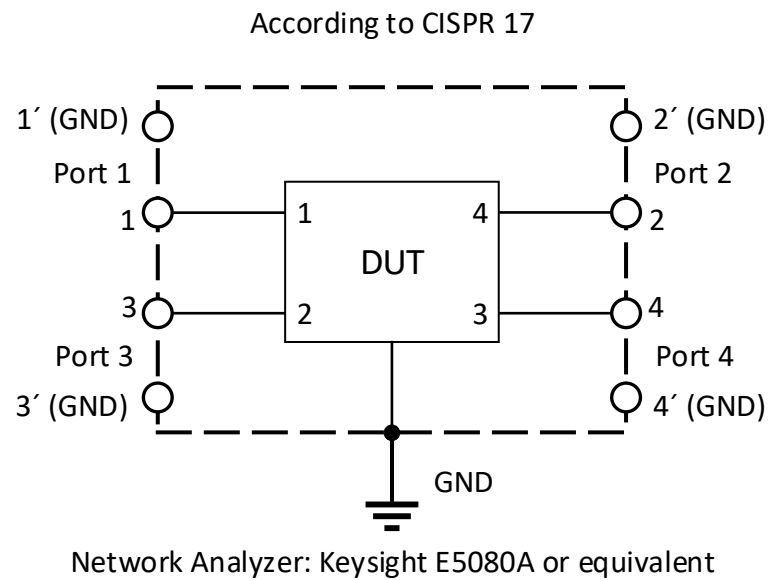 According to CISPR 17
1´ (GND) 2´ (GND)
Port 1 Port 2
1 1 4 2
DUT
3 2 3 4
Port 3 Port 4
3´ (GND) 4´ (GND)
GND
Network Analyzer: Keysight E5080A or equivalent